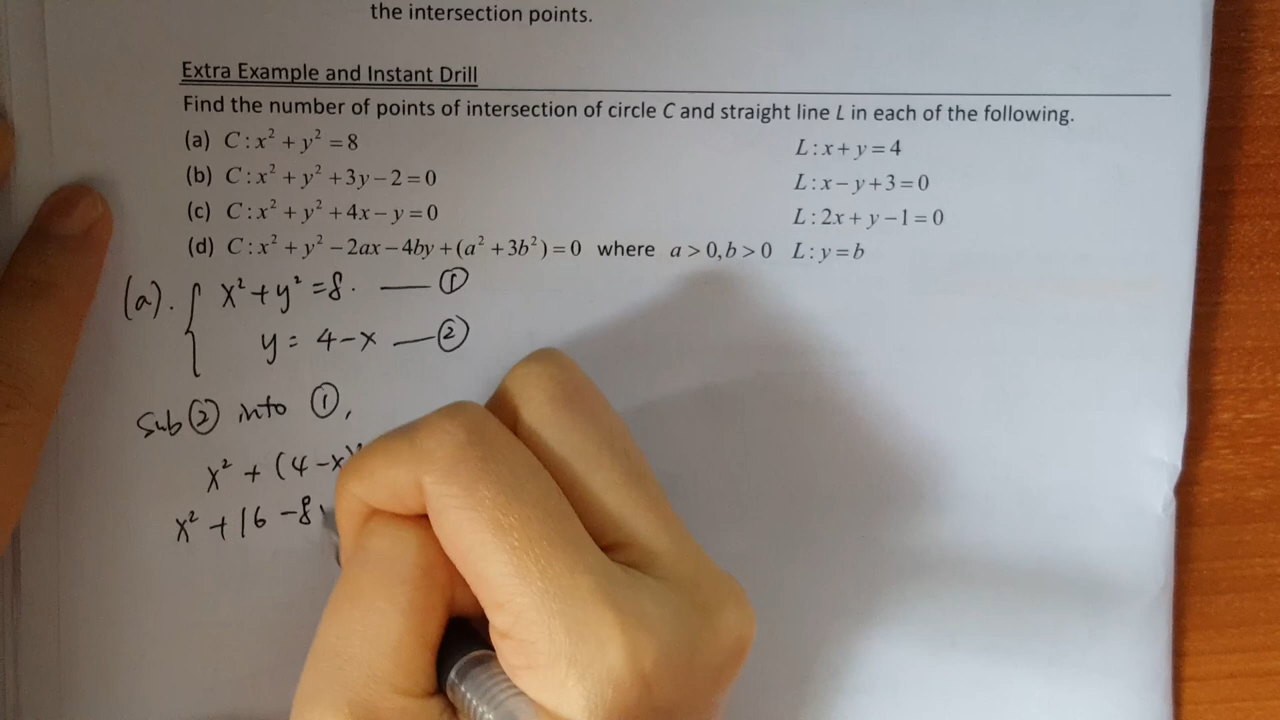 the intersection points.
Extra Example and Instant Drill
Find the number of points of intersection of circle C and straight line L in each of the following.
(a) C: x² + y² = 8 L: x + y = 4
(b) C: x² + y² + 3y − 2 = 0 L: x − y + 3 = 0
(c) C: x² + y² + 4x − y = 0 L: 2x + y − 1 = 0
(d) C: x² + y² − 2ax − 4by + (a² + 3b²) = 0 where a > 0, b > 0 L: y = b
(a). { x² + y² = 8. — ①
y = 4 − x — ②
Sub ② into ①,
x² + (4 − x)
x² + 16 − 8